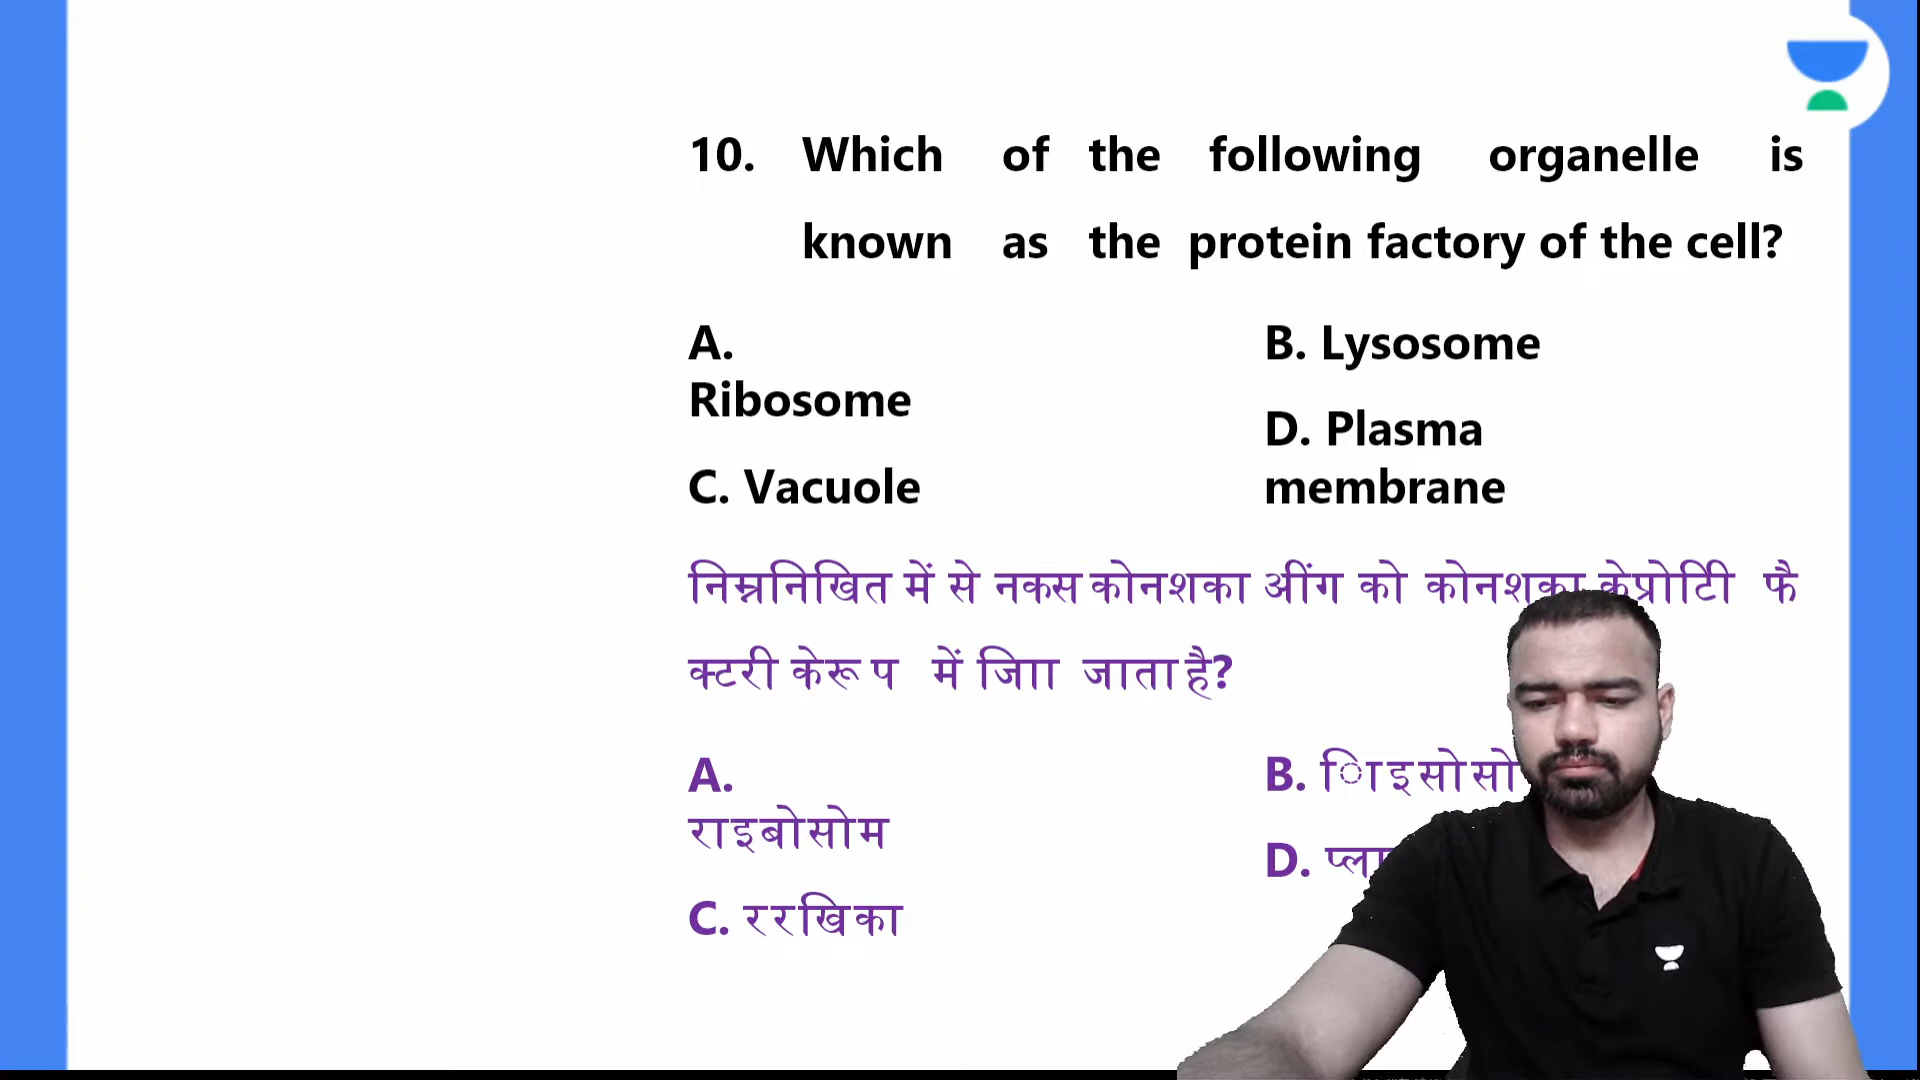 10. Which of the following organelle is
known as the protein factory of the cell?
A.
Ribosome
B. Lysosome
C. Vacuole
D. Plasma
membrane
निम्ननिखित में से नकस कोनशका अींग को कोनशका केप्रोटिी फै
क्टरी केरू प में जािा जाता है?
A.
राइबोसोम
B. िाइसोसो
C. ररखिका
D.